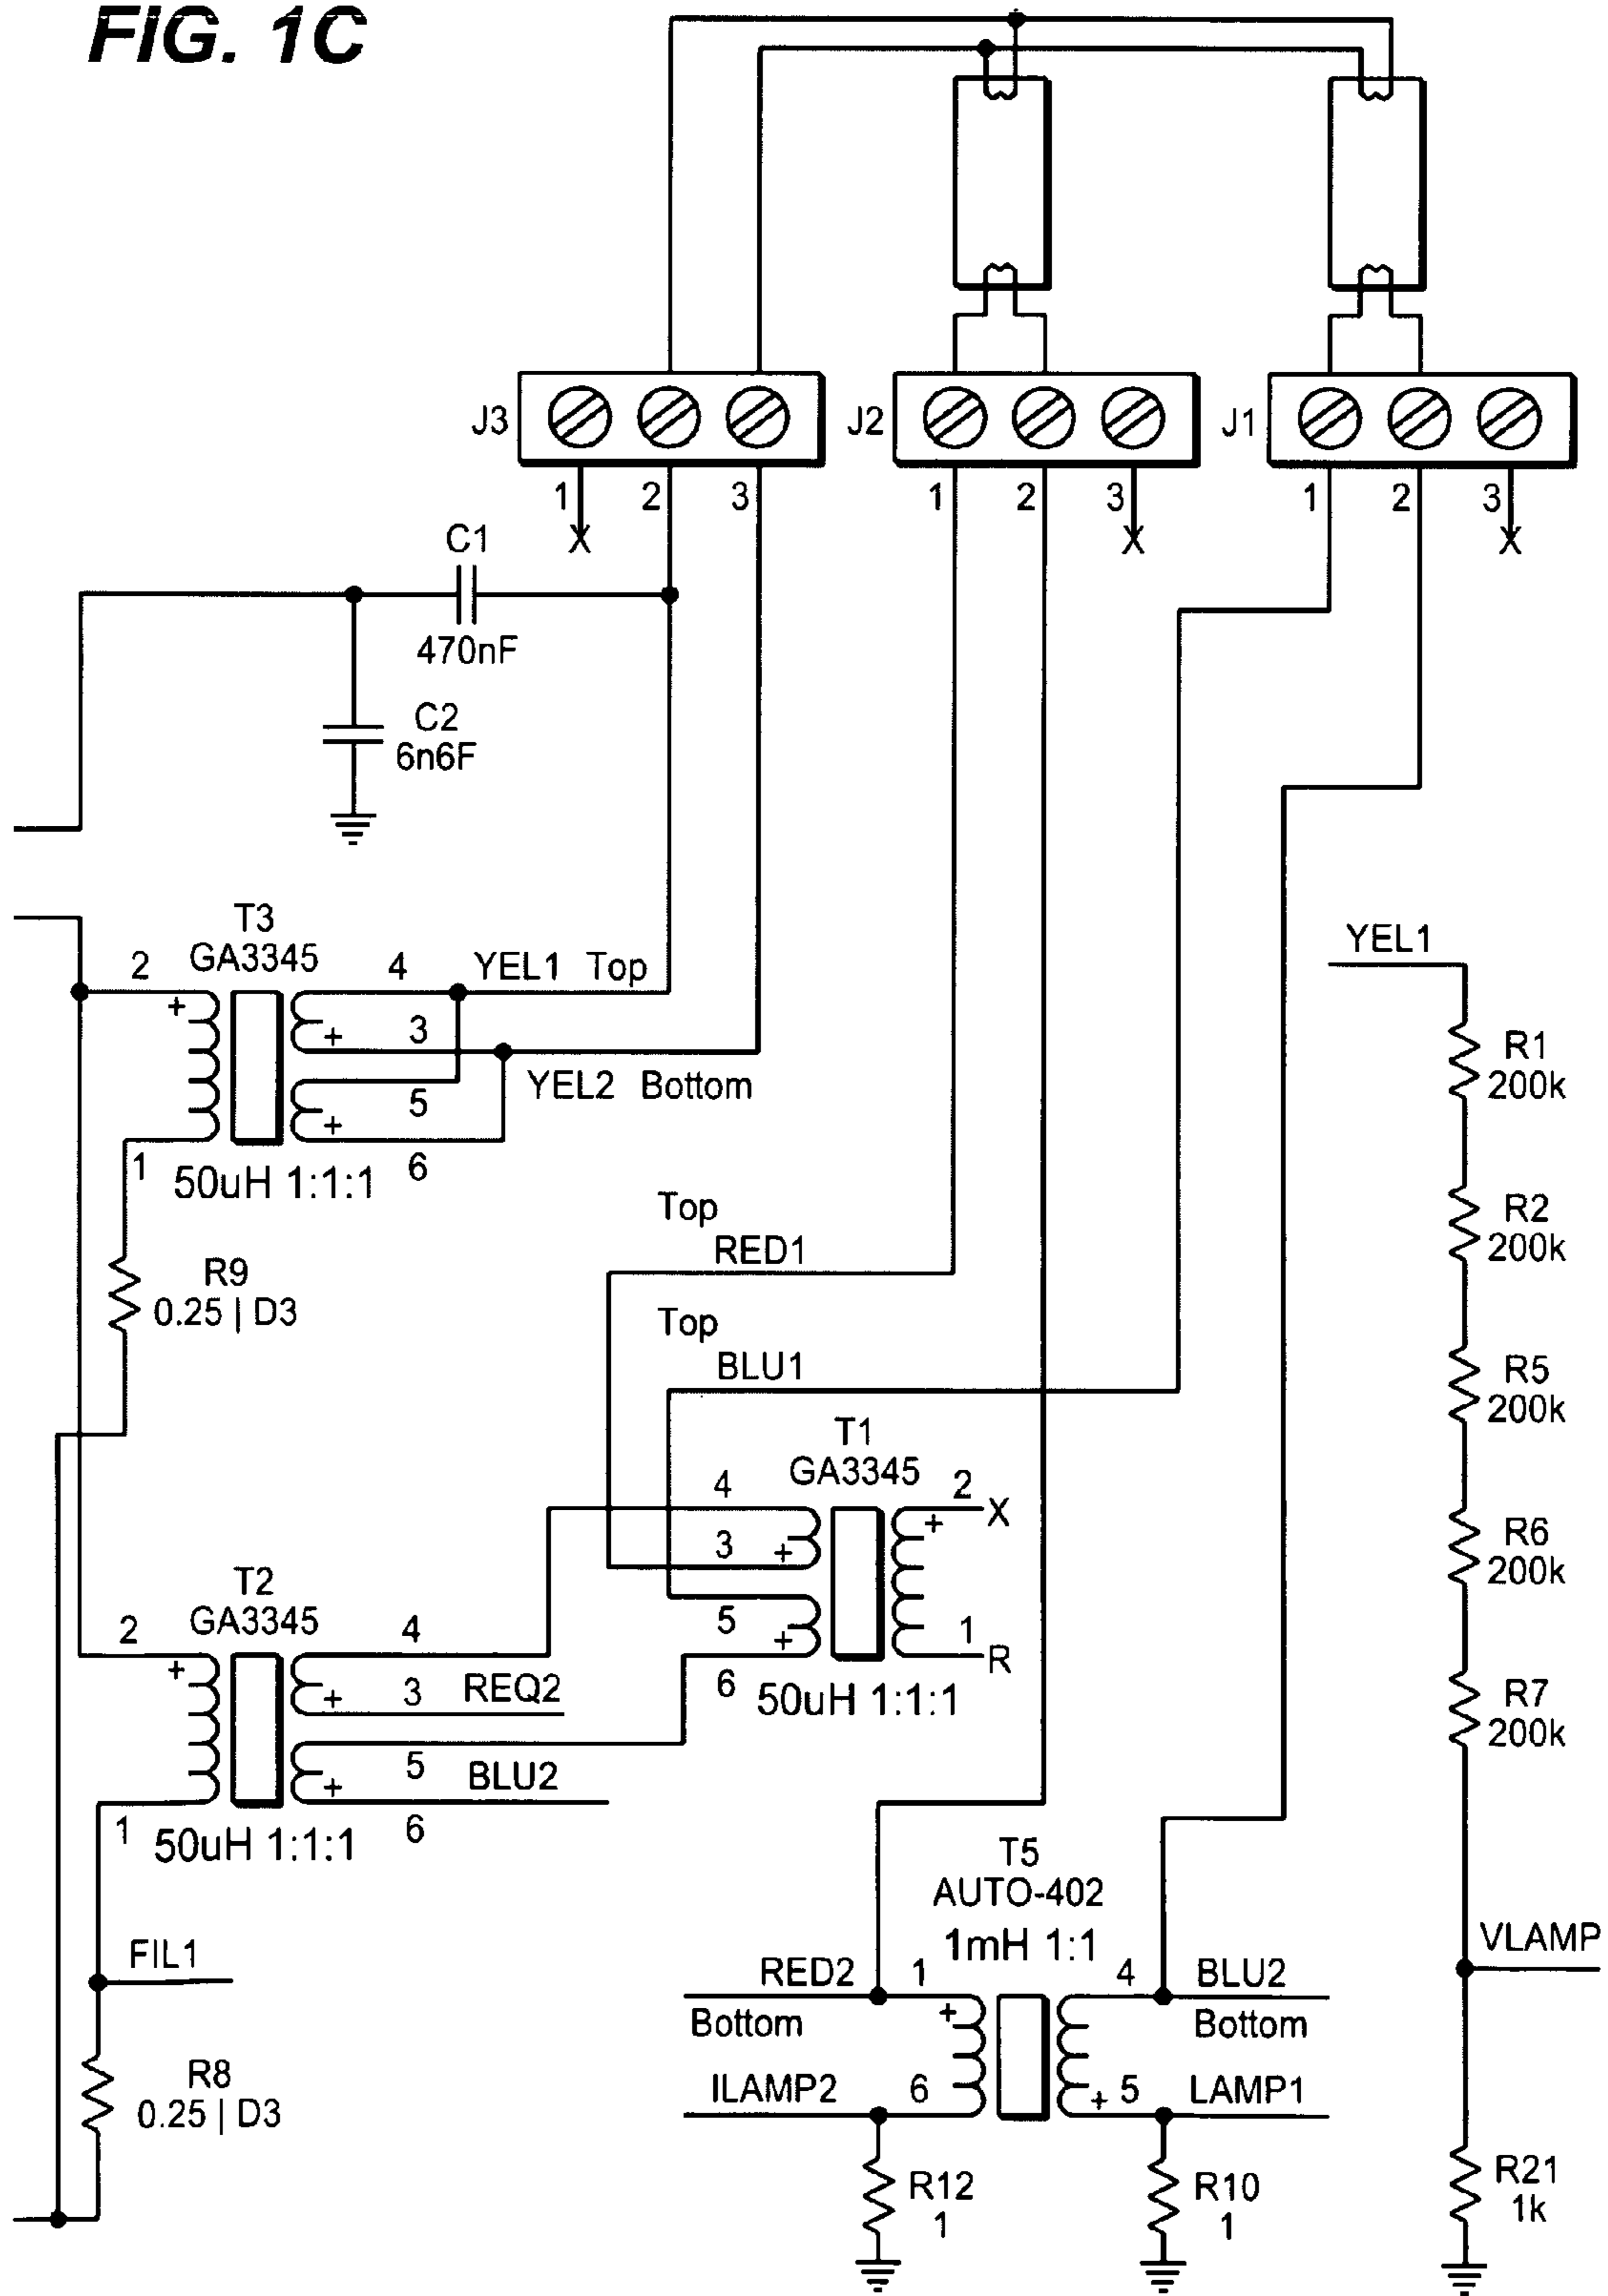 FIG. 1C
J3
J2
J1
1 2 3
1 2 3
1 2 3
X
X
X
C1
470nF
C2
6n6F
T3
GA3345
2
4
YEL1 Top
+
3
+
YEL2 Bottom
5
+
1
6
50uH 1:1:1
YEL1
R1
200k
R2
200k
R5
200k
R6
200k
R7
200k
R9
0.25 | D3
Top
RED1
Top
BLU1
T1
GA3345
4
2
X
+
3
+
5
+
1
R
6
50uH 1:1:1
T2
GA3345
2
4
+
3
REQ2
+
5
BLU2
+
1
6
50uH 1:1:1
FIL1
R8
0.25 | D3
T5
AUTO-402
1mH 1:1
RED2
1
4
BLU2
Bottom
+
Bottom
ILAMP2
6
+
5
LAMP1
R12
1
R10
1
VLAMP
R21
1k